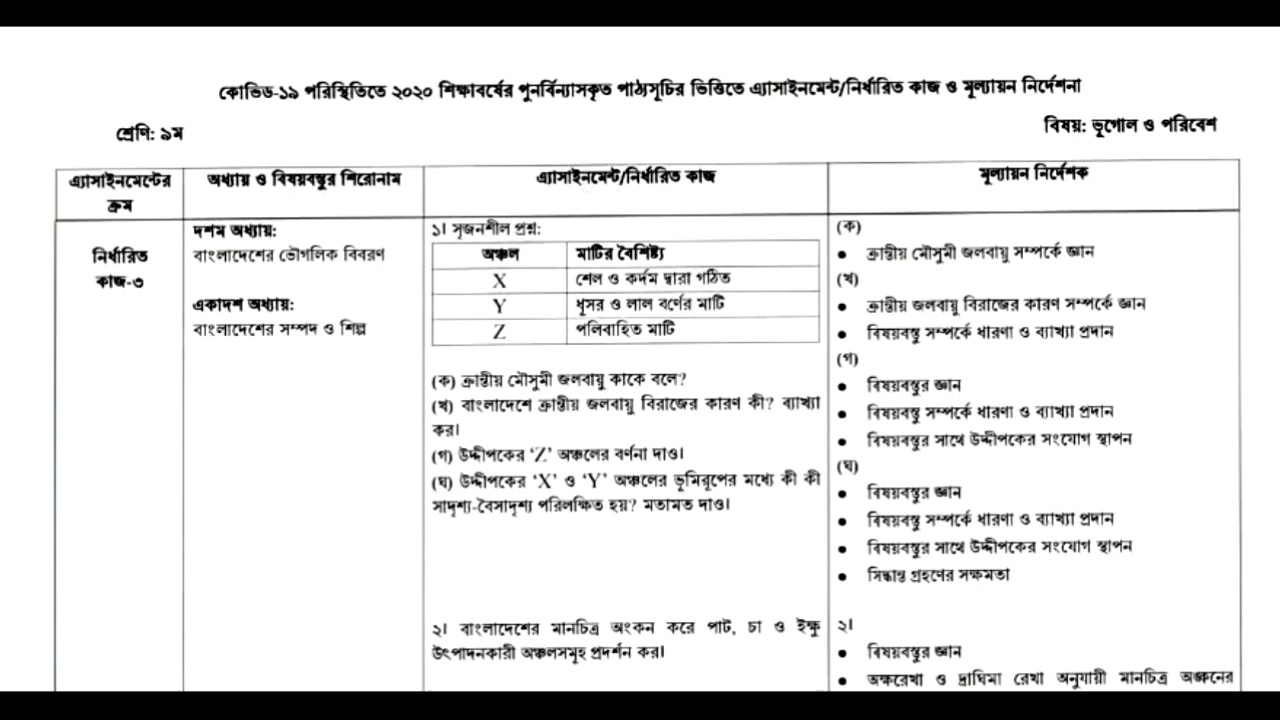 কোভিড-১৯ পরিস্থিতিতে ২০২০ শিক্ষাবর্ষের পুনর্বিন্যাসকৃত পাঠ্যসূচির ভিত্তিতে এ্যাসাইনমেন্ট/নির্ধারিত কাজ ও মূল্যায়ন নির্দেশনা
শ্রেণি: ৯ম
বিষয়: ভূগোল ও পরিবেশ
এ্যাসাইনমেন্টের
ক্রম
অধ্যায় ও বিষয়বস্তুর শিরোনাম
এ্যাসাইনমেন্ট/নির্ধারিত কাজ
মূল্যায়ন নির্দেশক
নির্ধারিত
কাজ-৩
দশম অধ্যায়:
বাংলাদেশের ভৌগলিক বিবরণ
একাদশ অধ্যায়:
বাংলাদেশের সম্পদ ও শিল্প
১। সৃজনশীল প্রশ্ন:
অঞ্চল মাটির বৈশিষ্ট্য
X শেল ও কর্দম দ্বারা গঠিত
Y ধূসর ও লাল বর্ণের মাটি
Z পলিবাহিত মাটি
(ক) ক্রান্তীয় মৌসুমী জলবায়ু কাকে বলে?
(খ) বাংলাদেশে ক্রান্তীয় জলবায়ু বিরাজের কারণ কী? ব্যাখ্যা
কর।
(গ) উদ্দীপকের ‘Z’ অঞ্চলের বর্ণনা দাও।
(ঘ) উদ্দীপকের ‘X’ ও ‘Y’ অঞ্চলের ভূমিরূপের মধ্যে কী কী
সাদৃশ্য-বৈসাদৃশ্য পরিলক্ষিত হয়? মতামত দাও।
২। বাংলাদেশের মানচিত্র অংকন করে পাট, চা ও ইক্ষু
উৎপাদনকারী অঞ্চলসমূহ প্রদর্শন কর।
(ক)
• ক্রান্তীয় মৌসুমী জলবায়ু সম্পর্কে জ্ঞান
(খ)
• ক্রান্তীয় জলবায়ু বিরাজের কারণ সম্পর্কে জ্ঞান
• বিষয়বস্তু সম্পর্কে ধারণা ও ব্যাখ্যা প্রদান
(গ)
• বিষয়বস্তুর জ্ঞান
• বিষয়বস্তু সম্পর্কে ধারণা ও ব্যাখ্যা প্রদান
• বিষয়বস্তুর সাথে উদ্দীপকের সংযোগ স্থাপন
(ঘ)
• বিষয়বস্তুর জ্ঞান
• বিষয়বস্তু সম্পর্কে ধারণা ও ব্যাখ্যা প্রদান
• বিষয়বস্তুর সাথে উদ্দীপকের সংযোগ স্থাপন
• সিদ্ধান্ত গ্রহণের সক্ষমতা
২।
• বিষয়বস্তুর জ্ঞান
• অক্ষরেখা ও দ্রাঘিমা রেখা অনুযায়ী মানচিত্র অঙ্কনের